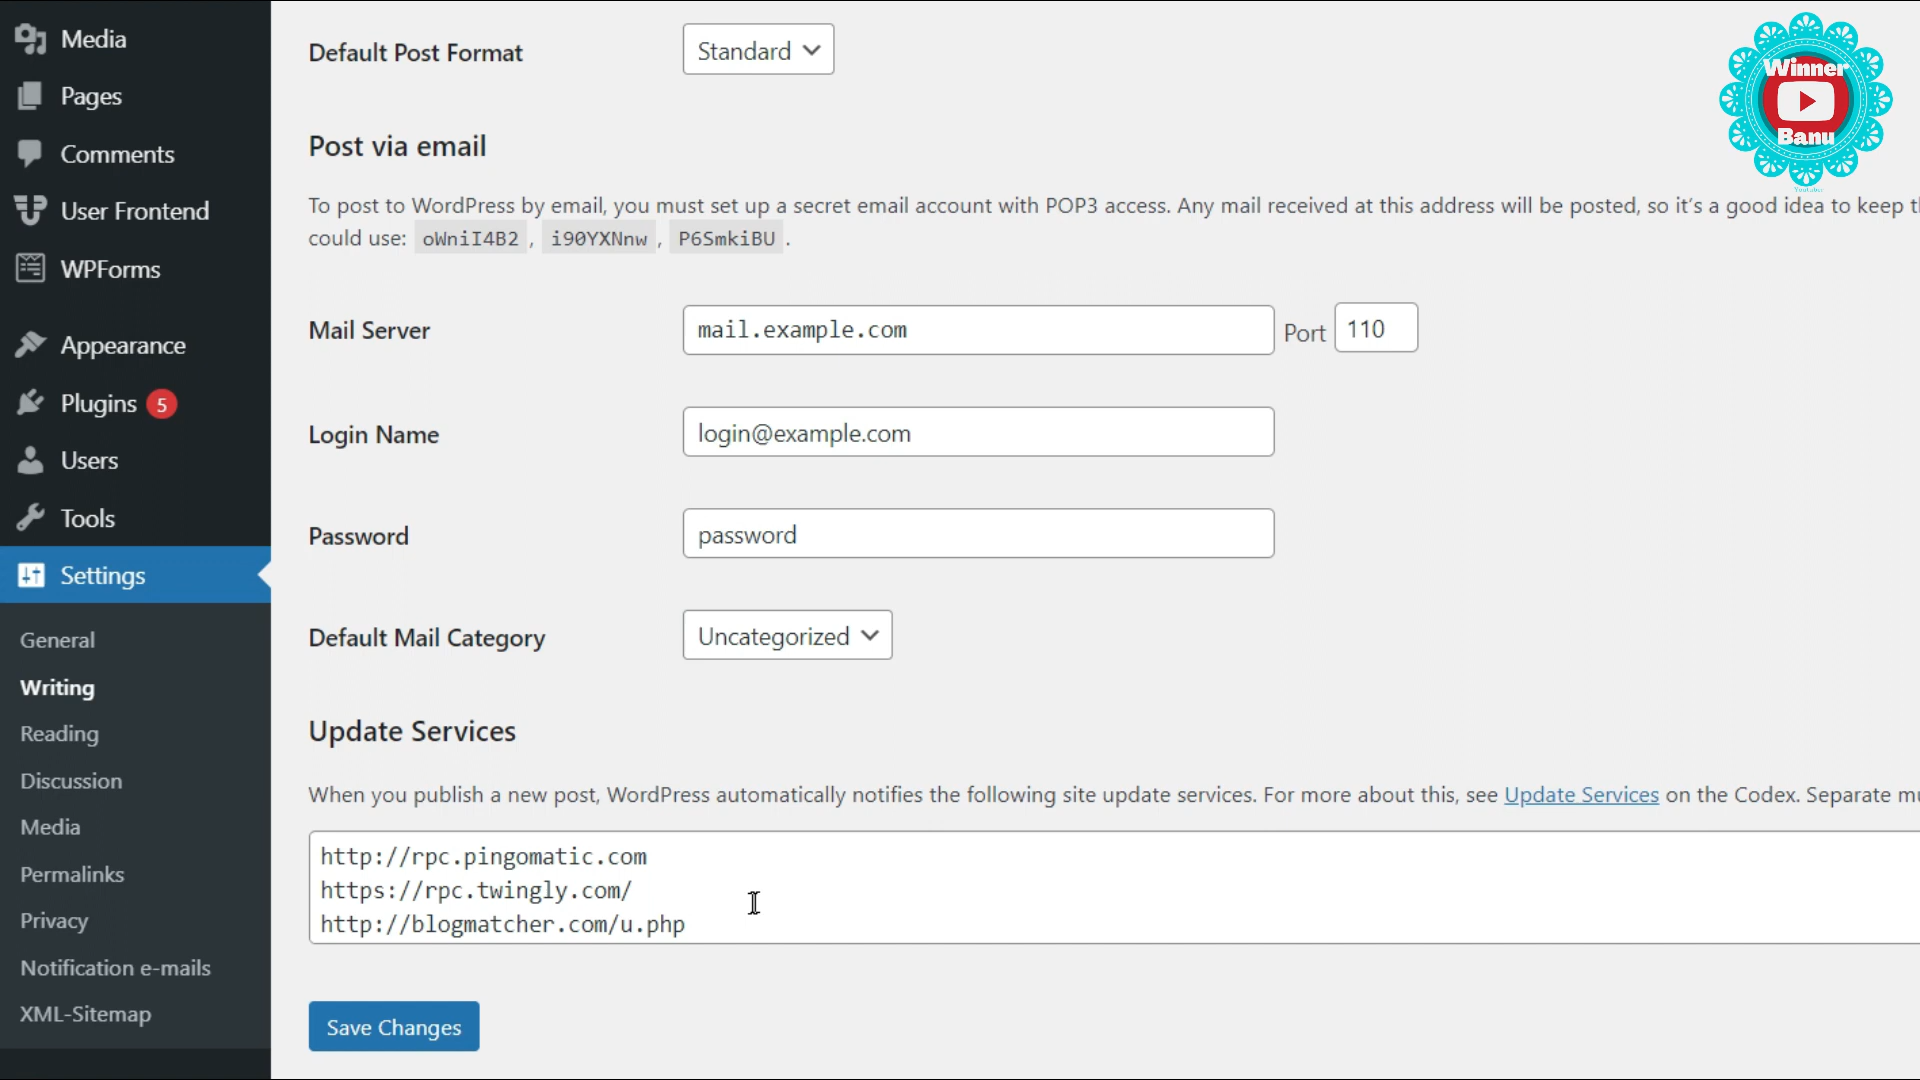 Media
Pages
Comments
User Frontend
WPForms
Appearance
Plugins 5
Users
Tools
Settings
General
Writing
Reading
Discussion
Media
Permalinks
Privacy
Notification e-mails
XML-Sitemap
Default Post Format Standard
Post via email
To post to WordPress by email, you must set up a secret email account with POP3 access. Any mail received at this address will be posted, so it's a good idea to keep
could use: oWniI4B2 , i90YXNnw , P6SmkiBU .
Mail Server mail.example.com Port 110
Login Name login@example.com
Password password
Default Mail Category Uncategorized
Update Services
When you publish a new post, WordPress automatically notifies the following site update services. For more about this, see Update Services on the Codex. Separate
http://rpc.pingomatic.com
https://rpc.twingly.com/
http://blogmatcher.com/u.php
Save Changes
Winner
Banu
Youtuber